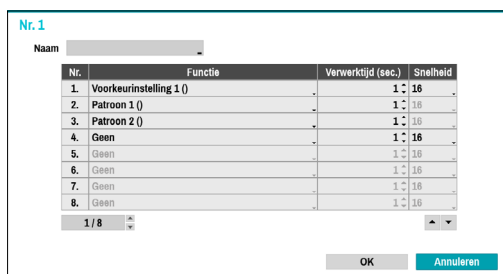 Nr. 1
Naam
Nr. Functie Verwerktijd (sec.) Snelheid
1. Voorkeurinstelling 1 () 1 16
2. Patroon 1 () 1 16
3. Patroon 2 () 1 16
4. Geen 1 16
5. Geen 1 16
6. Geen 1 16
7. Geen 1 16
8. Geen 1 16
1 / 8
OK Annuleren